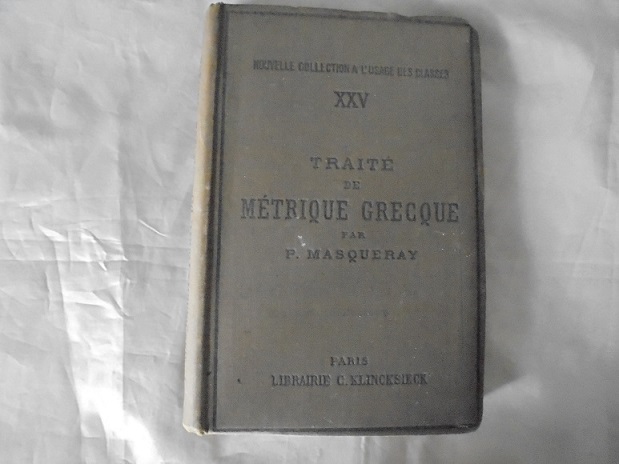 NOUVELLE COLLECTION A L'USAGE DES CLASSES
XXV
TRAITÉ
DE
MÉTRIQUE GRECQUE
PAR
P. MASQUERAY
PARIS
LIBRAIRIE C. KLINCKSIECK